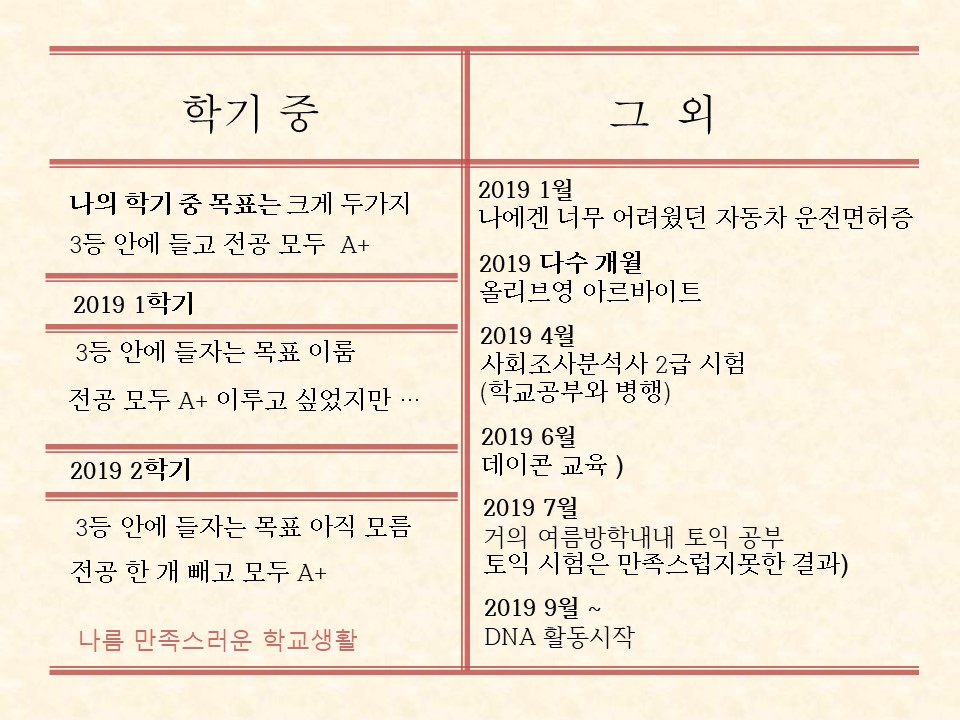 학기 중
나의 학기 중 목표는 크게 두가지
3등 안에 들고 전공 모두 A+
2019 1학기
3등 안에 들자는 목표 이룸
전공 모두 A+ 이루고 싶었지만 …
2019 2학기
3등 안에 들자는 목표 아직 모름
전공 한 개 빼고 모두 A+
나름 만족스러운 학교생활
그 외
2019 1월
나에겐 너무 어려웠던 자동차 운전면허증
2019 다수 개월
올리브영 아르바이트
2019 4월
사회조사분석사 2급 시험
(학교공부와 병행)
2019 6월
데이콘 교육 )
2019 7월
거의 여름방학내내 토익 공부
토익 시험은 만족스럽지못한 결과)
2019 9월 ~
DNA 활동시작